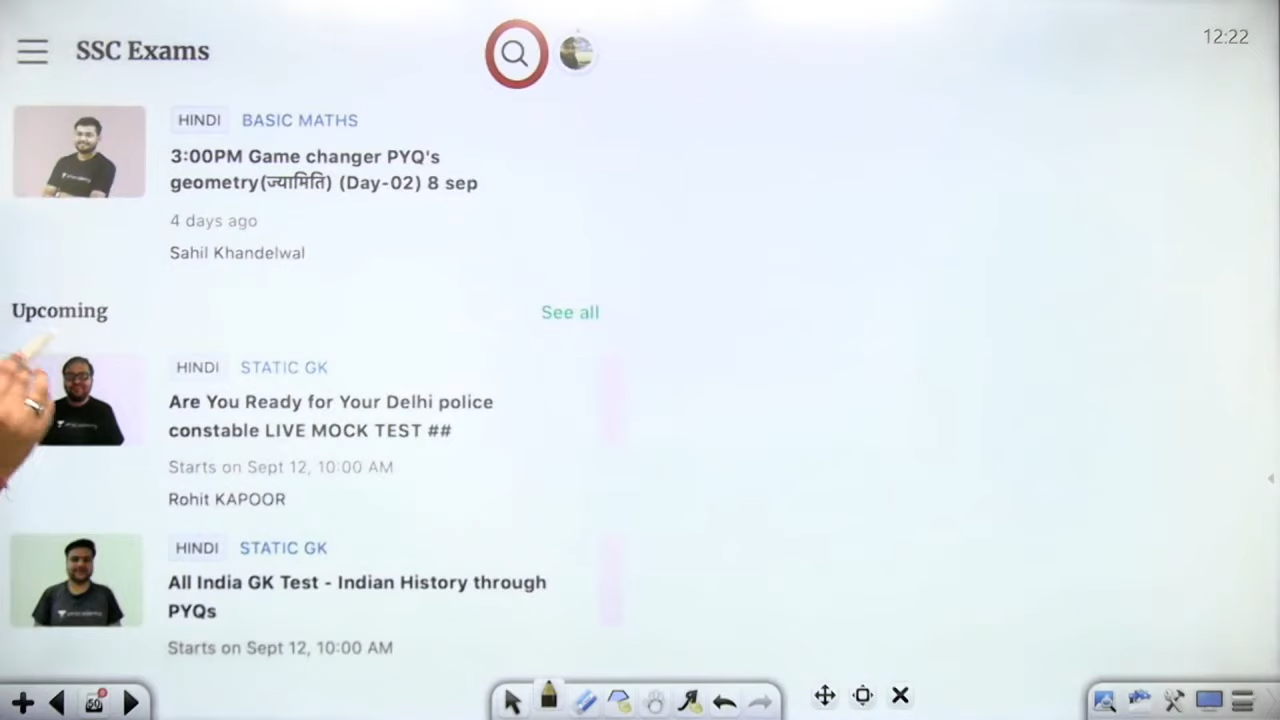 SSC Exams
12:22
HINDI BASIC MATHS
3:00PM Game changer PYQ's
geometry(ज्यामिति) (Day-02) 8 sep
4 days ago
Sahil Khandelwal
Upcoming
See all
HINDI STATIC GK
Are You Ready for Your Delhi police
constable LIVE MOCK TEST ##
Starts on Sept 12, 10:00 AM
Rohit KAPOOR
HINDI STATIC GK
All India GK Test - Indian History through
PYQs
Starts on Sept 12, 10:00 AM
50